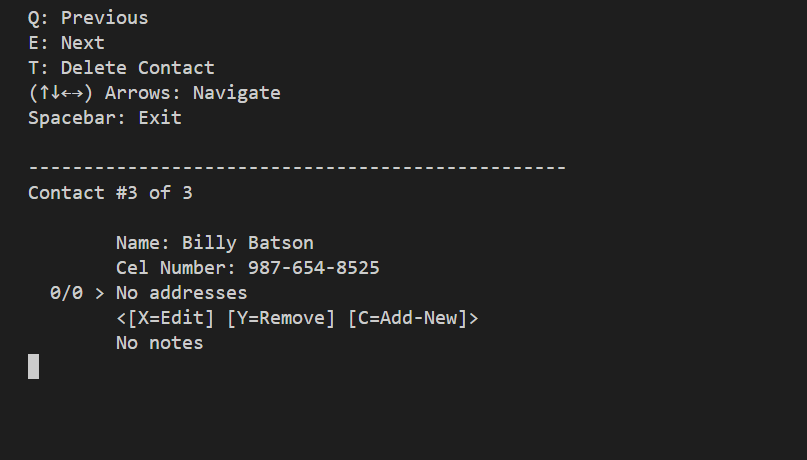 Q: Previous
E: Next
T: Delete Contact
(↑↓←→) Arrows: Navigate
Spacebar: Exit
-------------------------------------------------
Contact #3 of 3
Name: Billy Batson
Cel Number: 987-654-8525
0/0 > No addresses
<[X=Edit] [Y=Remove] [C=Add-New]>
No notes